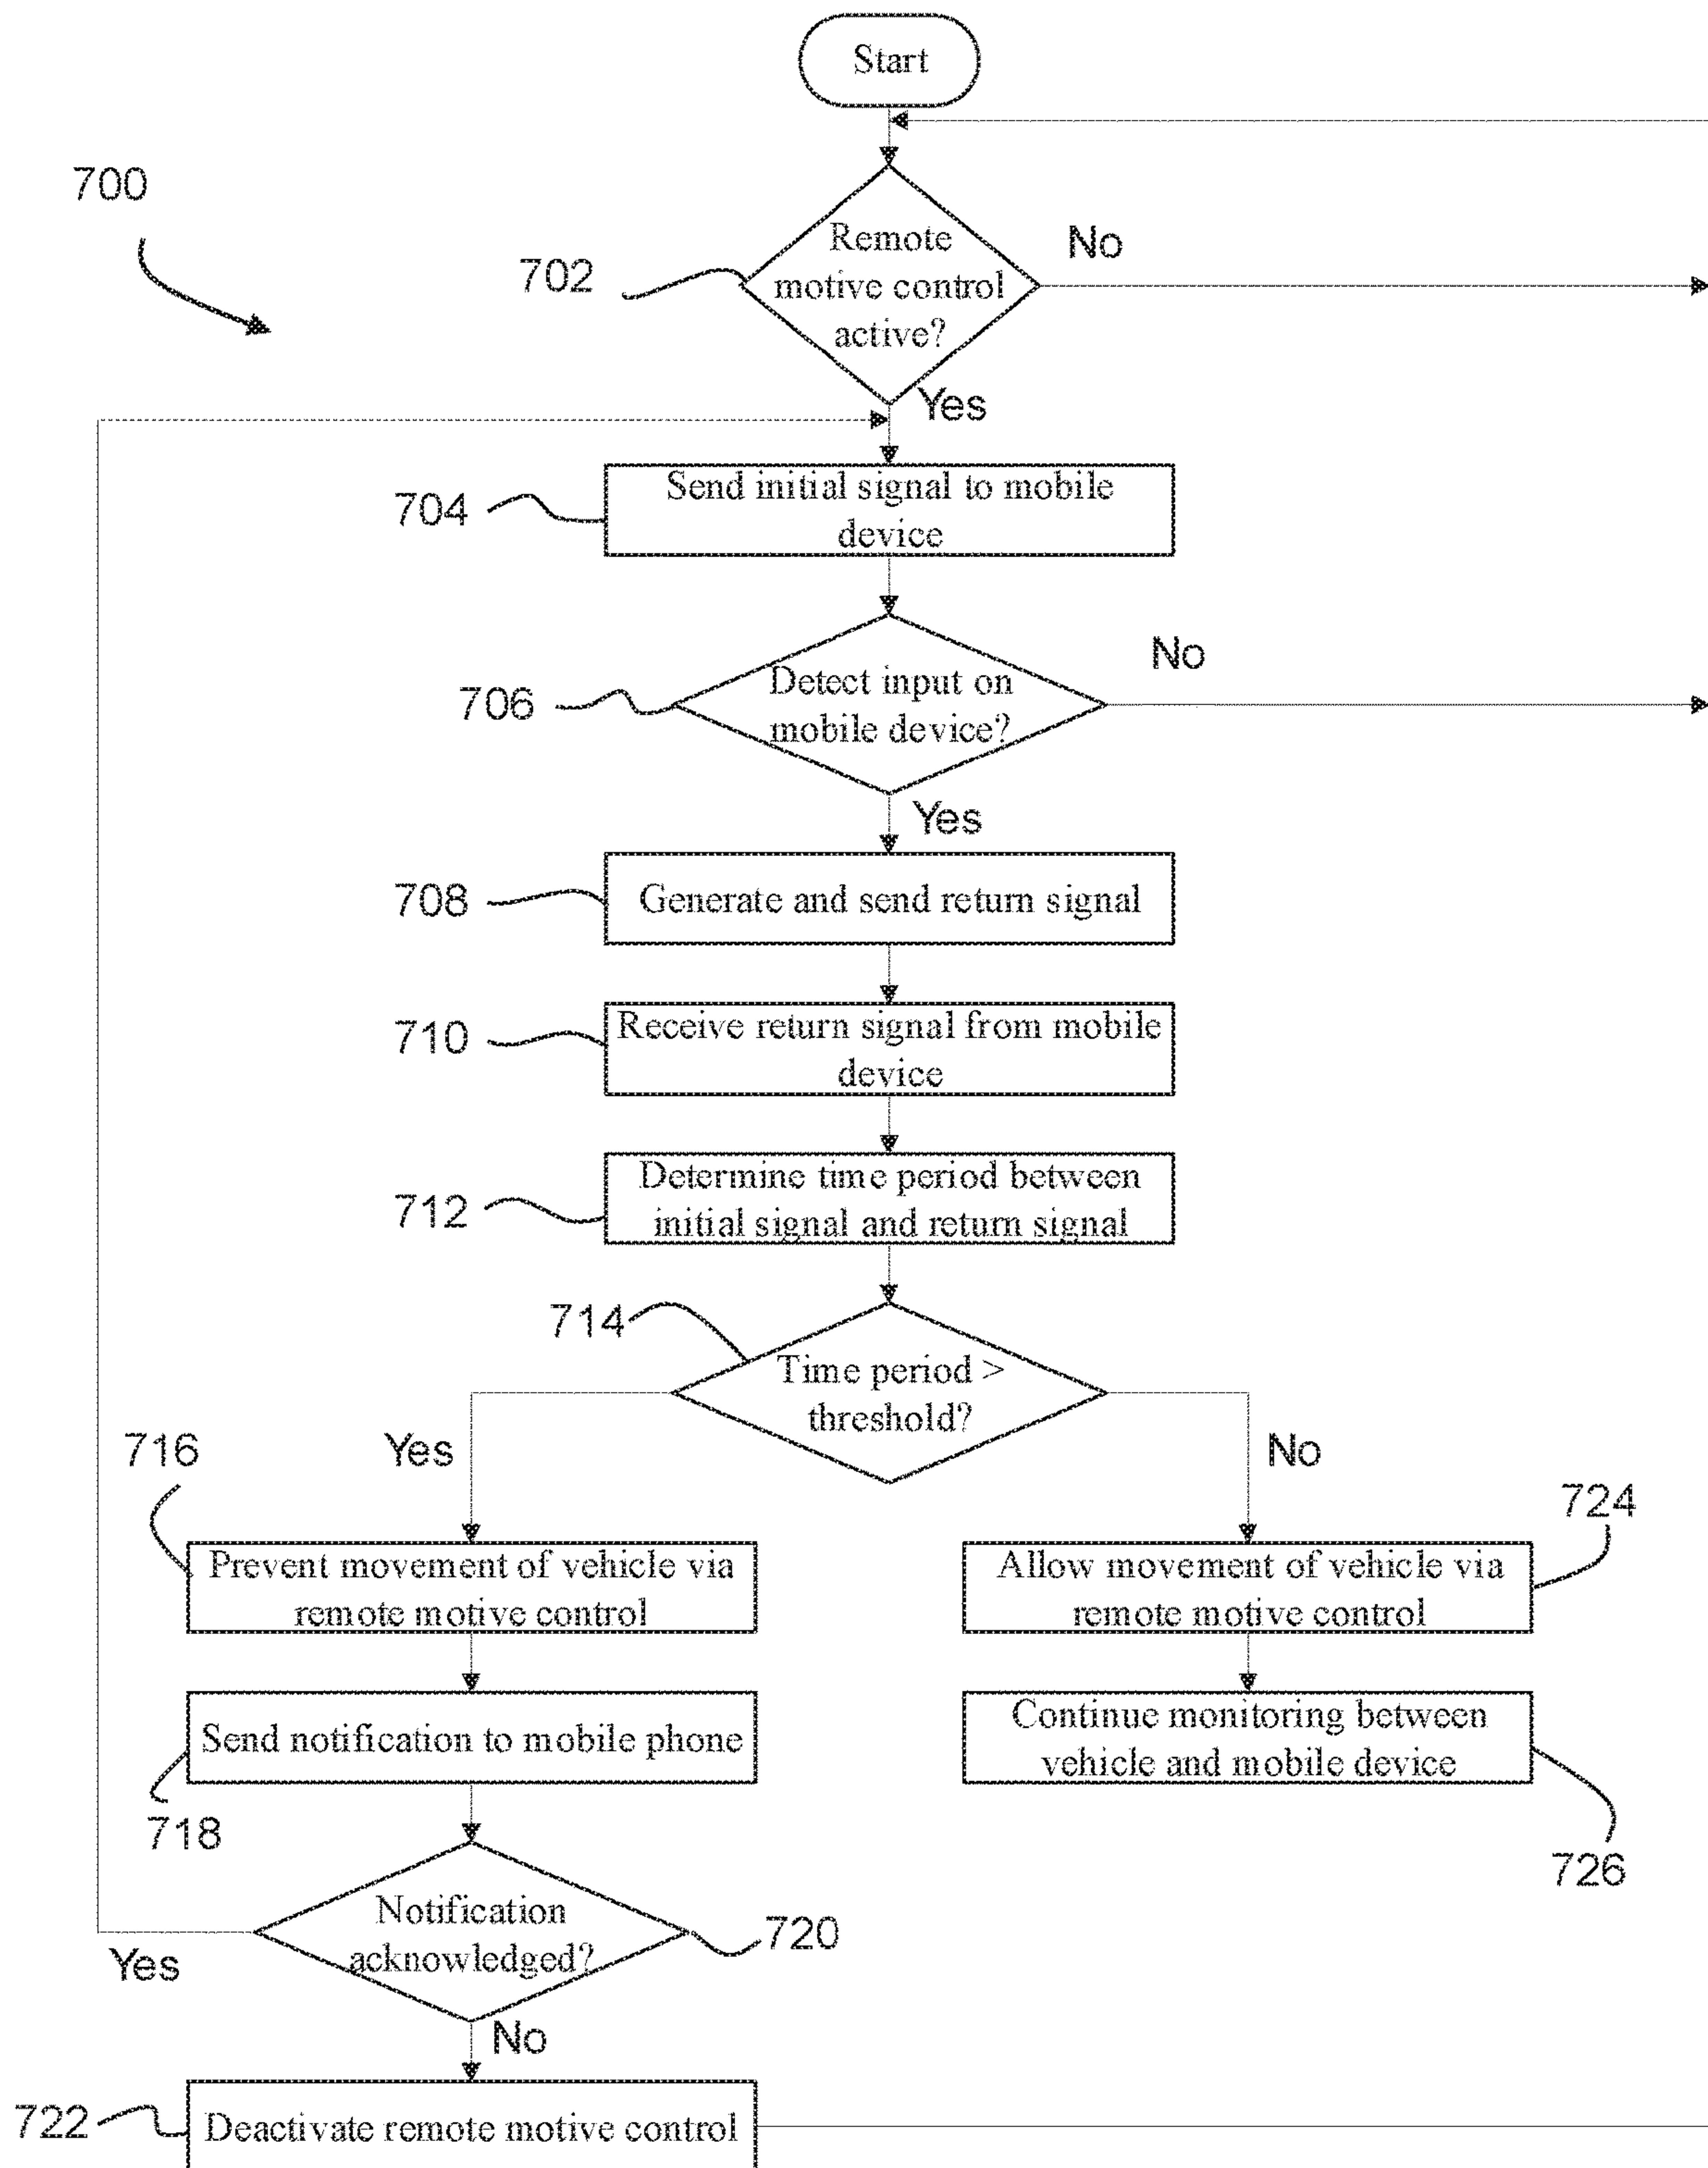 Start
700
702
Remote
motive control
active?
No
Yes
704
Send initial signal to mobile
device
706
Detect input on
mobile device?
No
Yes
708
Generate and send return signal
710
Receive return signal from mobile
device
712
Determine time period between
initial signal and return signal
714
Time period >
threshold?
Yes
No
716
Prevent movement of vehicle via
remote motive control
724
Allow movement of vehicle via
remote motive control
718
Send notification to mobile phone
726
Continue monitoring between
vehicle and mobile device
720
Notification
acknowledged?
Yes
No
722
Deactivate remote motive control